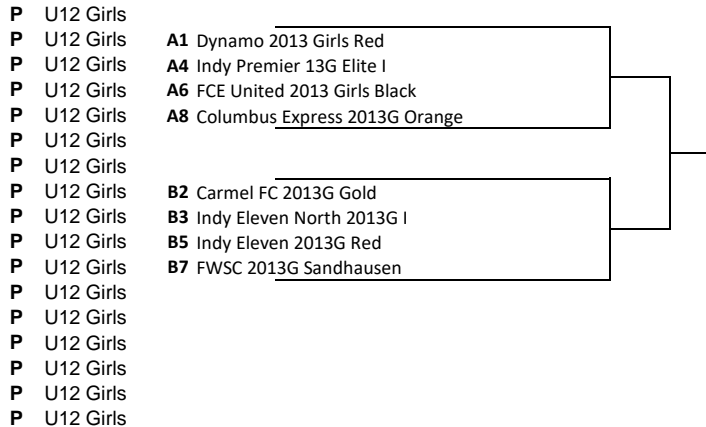 P U12 Girls
P U12 Girls A1 Dynamo 2013 Girls Red
P U12 Girls A4 Indy Premier 13G Elite I
P U12 Girls A6 FCE United 2013 Girls Black
P U12 Girls A8 Columbus Express 2013G Orange
P U12 Girls
P U12 Girls
P U12 Girls B2 Carmel FC 2013G Gold
P U12 Girls B3 Indy Eleven North 2013G I
P U12 Girls B5 Indy Eleven 2013G Red
P U12 Girls B7 FWSC 2013G Sandhausen
P U12 Girls
P U12 Girls
P U12 Girls
P U12 Girls
P U12 Girls
P U12 Girls